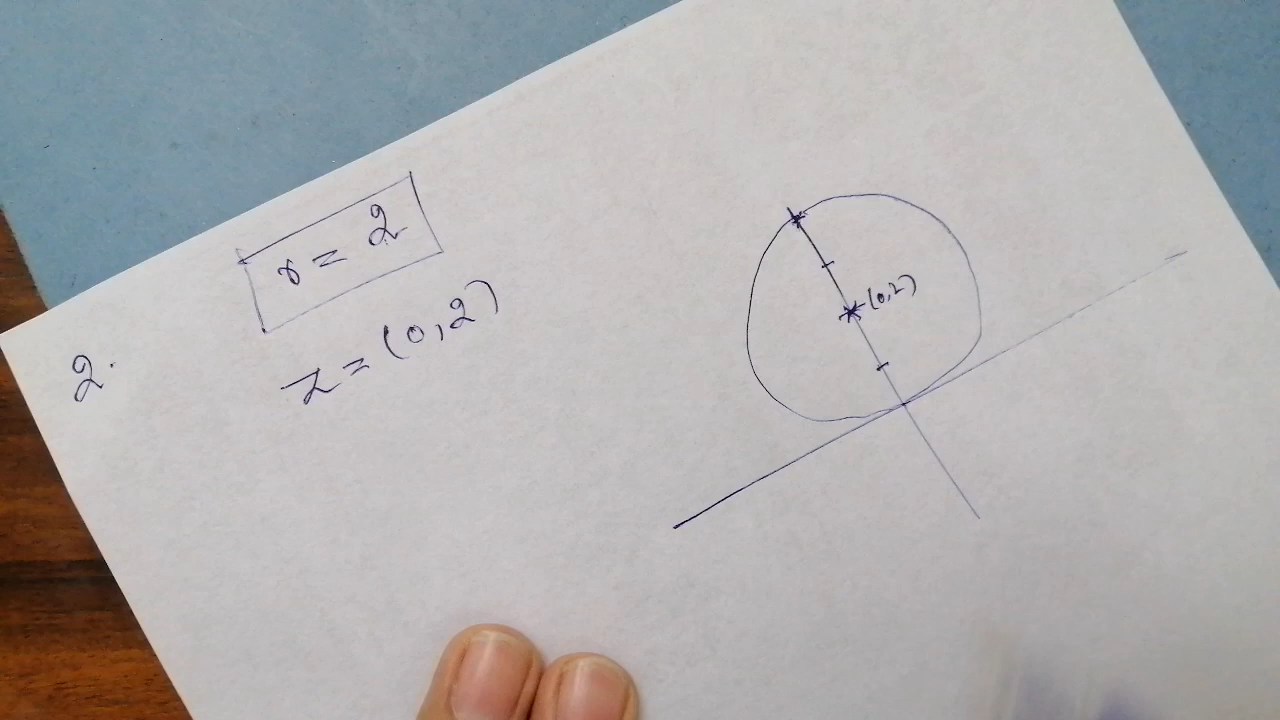 r = 2
2.
z = (0,2)
(0,2)